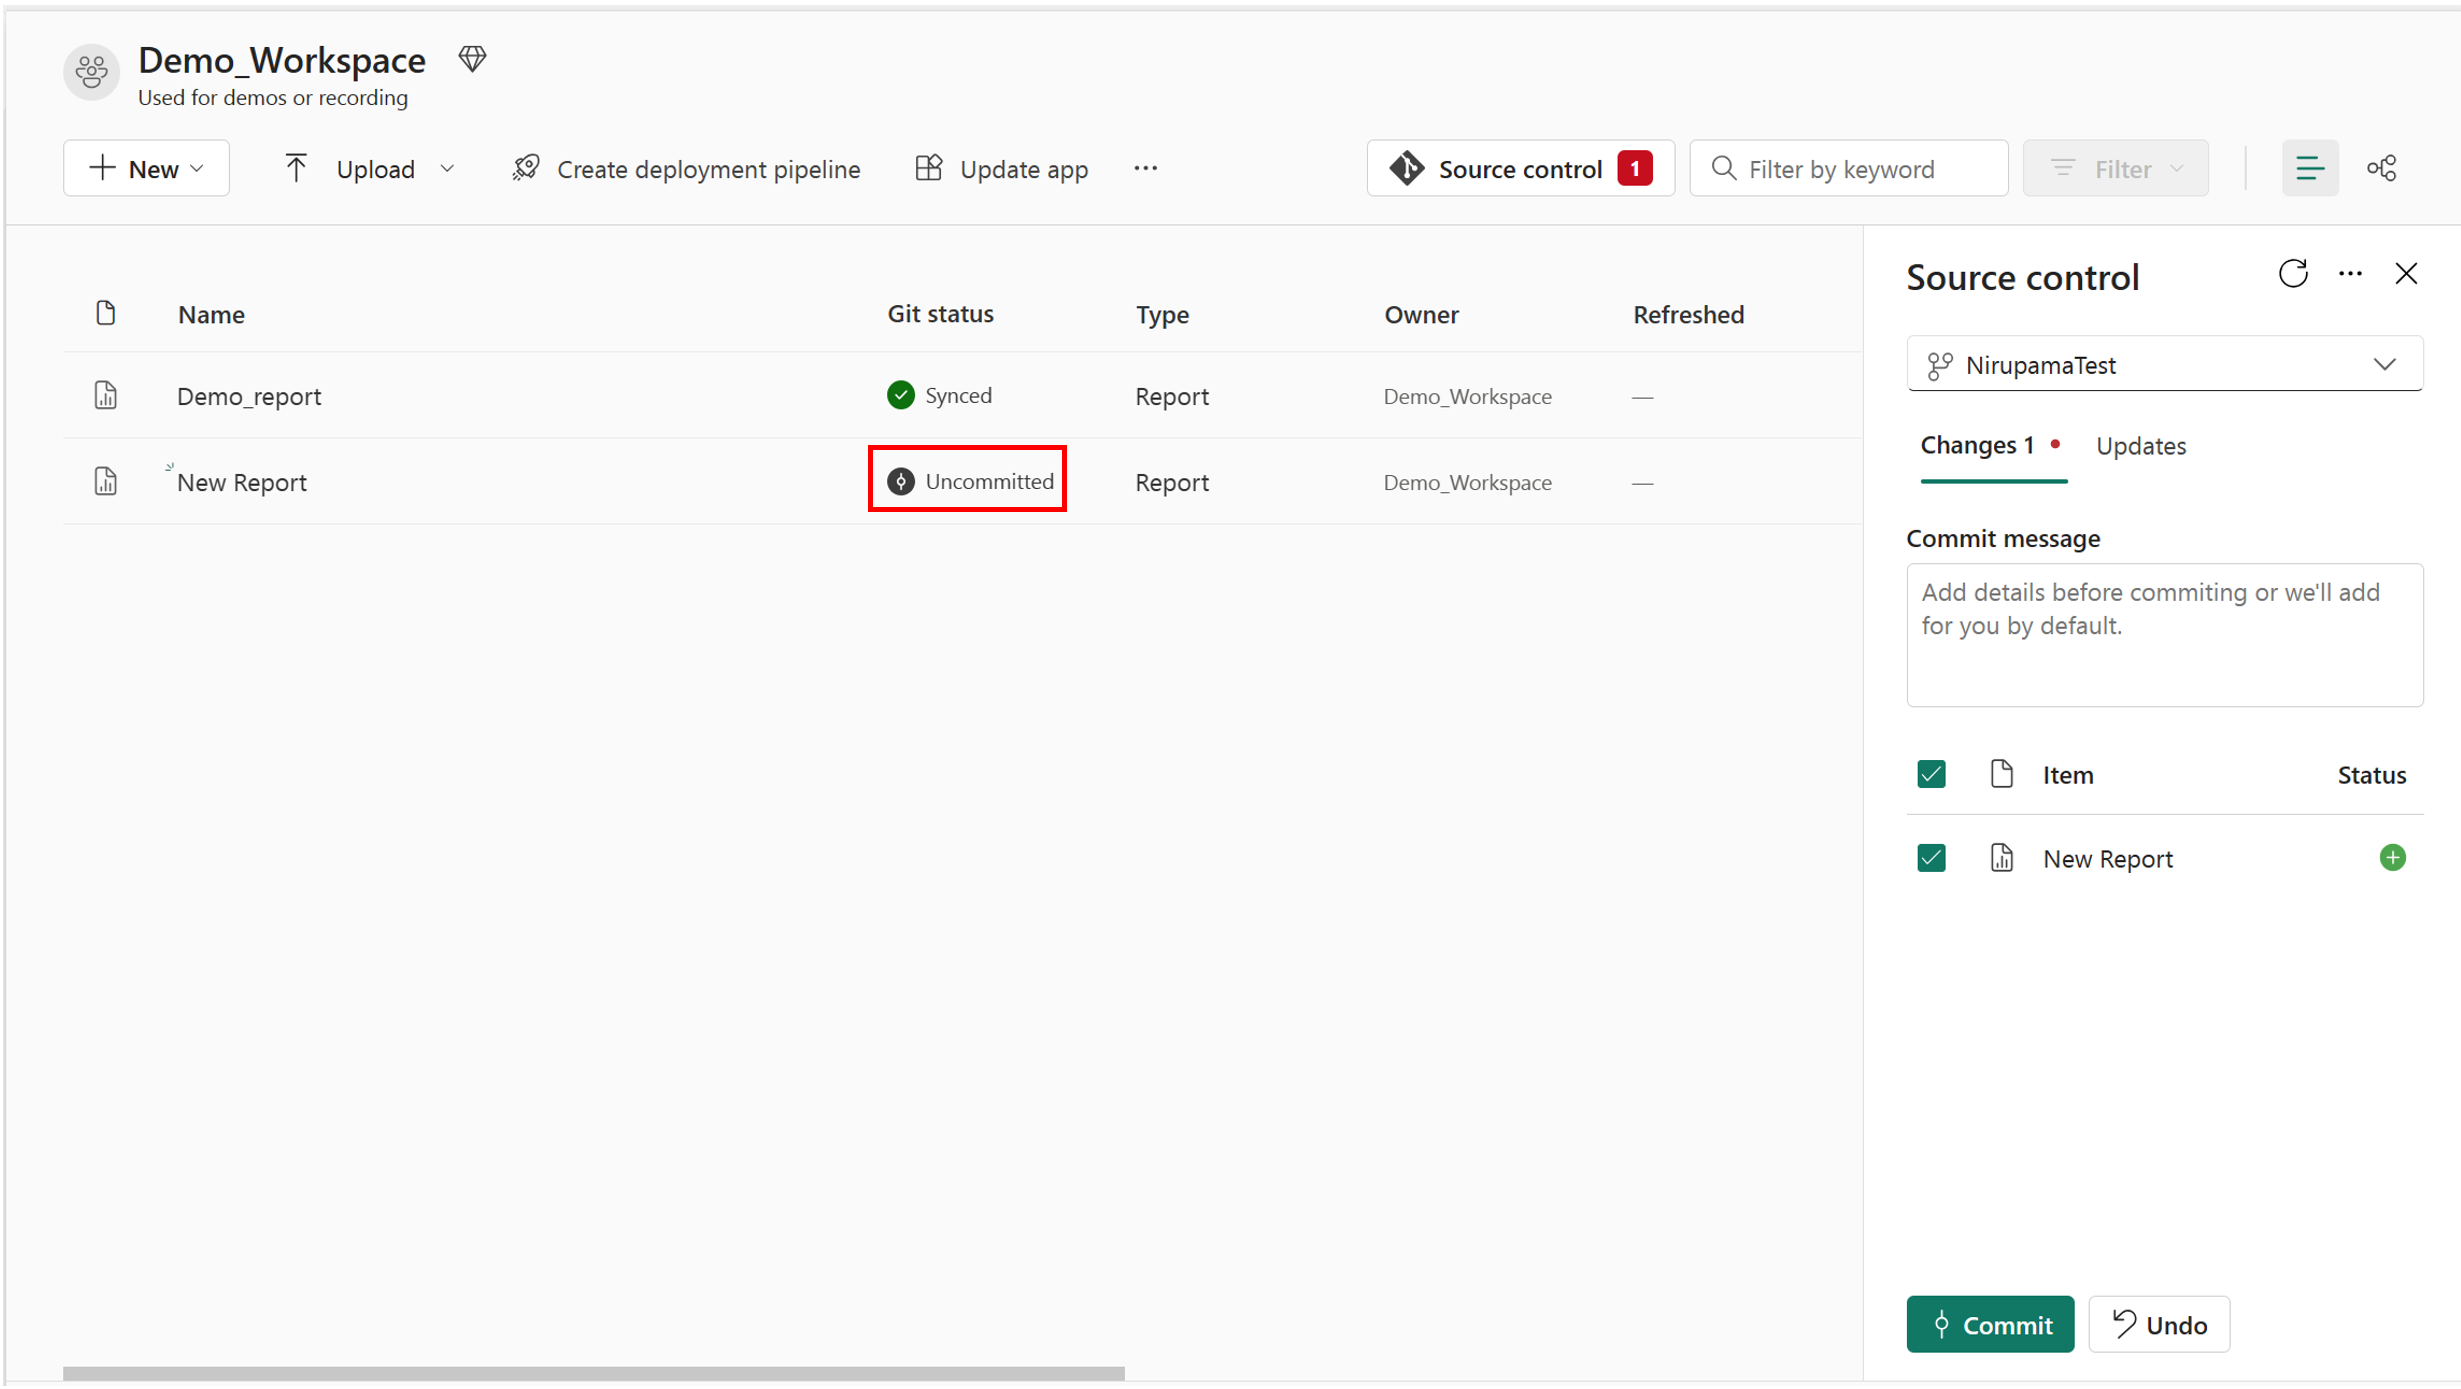 Demo_Workspace
Used for demos or recording
New
Upload
Create deployment pipeline
Update app
Source control 1
Filter by keyword
Filter
Name Git status Type Owner Refreshed
Demo_report Synced Report Demo_Workspace —
New Report Uncommitted Report Demo_Workspace —
Source control
NirupamaTest
Changes 1 Updates
Commit message
Add details before commiting or we'll add
for you by default.
Item Status
New Report
Commit
Undo